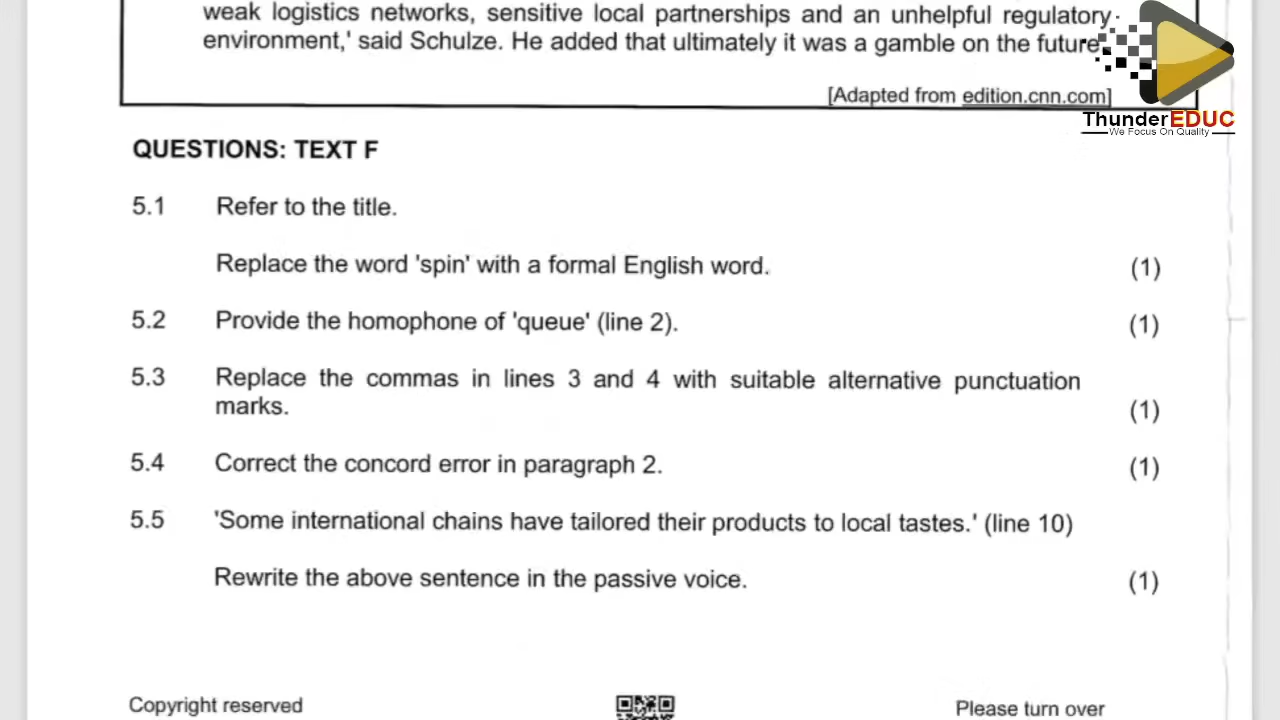 weak logistics networks, sensitive local partnerships and an unhelpful regulatory
environment,' said Schulze. He added that ultimately it was a gamble on the future
[Adapted from edition.cnn.com]
ThunderEDUC
We Focus On Quality
QUESTIONS: TEXT F
5.1 Refer to the title.
Replace the word 'spin' with a formal English word. (1)
5.2 Provide the homophone of 'queue' (line 2). (1)
5.3 Replace the commas in lines 3 and 4 with suitable alternative punctuation
marks. (1)
5.4 Correct the concord error in paragraph 2. (1)
5.5 'Some international chains have tailored their products to local tastes.' (line 10)
Rewrite the above sentence in the passive voice. (1)
Copyright reserved Please turn over